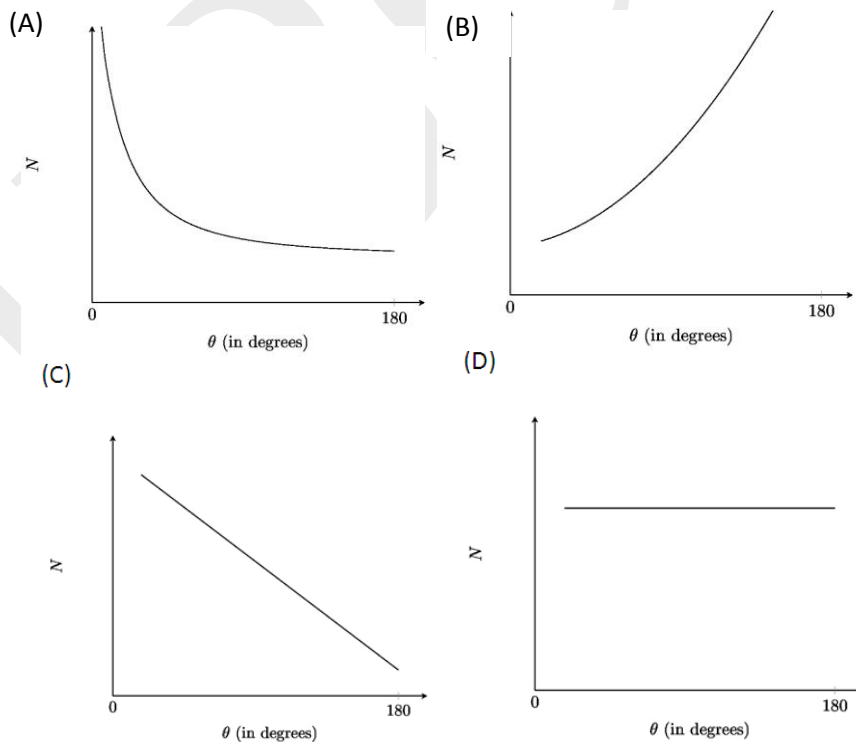 (A)
N
0
180
θ (in degrees)
(B)
N
0
180
θ (in degrees)
(C)
N
0
180
θ (in degrees)
(D)
N
0
180
θ (in degrees)